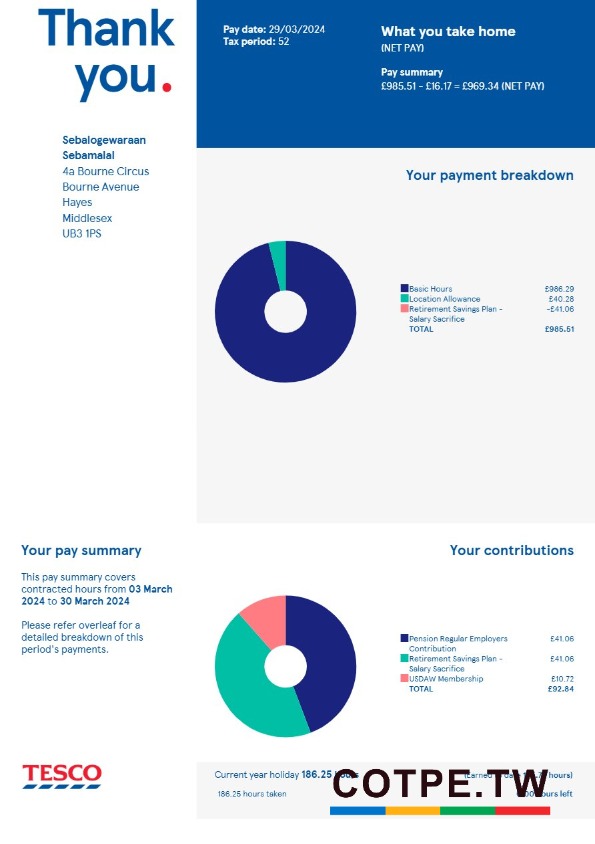 Thank
you.
Pay date: 29/03/2024
Tax period: 52
What you take home
(NET PAY)
Pay summary
£985.51 - £16.17 = £969.34 (NET PAY)
Sebalogewaraan
Sebamalai
4a Bourne Circus
Bourne Avenue
Hayes
Middlesex
UB3 1PS
Your payment breakdown
Basic Hours £986.29
Location Allowance £40.28
Retirement Savings Plan - -£41.06
Salary Sacrifice
TOTAL £985.51
Your pay summary
This pay summary covers
contracted hours from 03 March
2024 to 30 March 2024
Please refer overleaf for a
detailed breakdown of this
period's payments.
Your contributions
Pension Regular Employers £41.06
Contribution
Retirement Savings Plan - £41.06
Salary Sacrifice
USDAW Membership £10.72
TOTAL £92.84
TESCO
Current year holiday 186.25 hours
(Earned to date hours)
186.25 hours taken
hours left
COTPE.TW